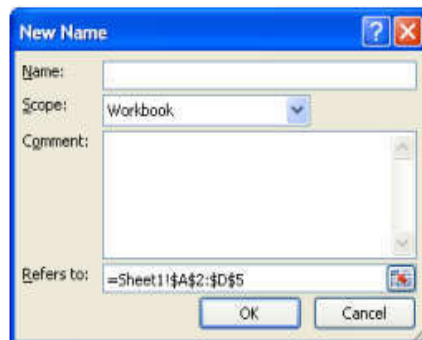 New Name
Name:
Scope: Workbook
Comment:
Refers to: =Sheet1!$A$2:$D$5
OK Cancel